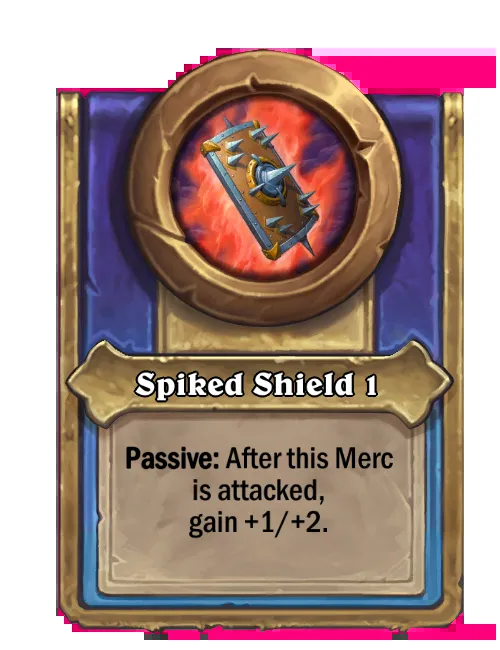 Spiked Shield 1
Passive: After this Merc
is attacked,
gain +1/+2.